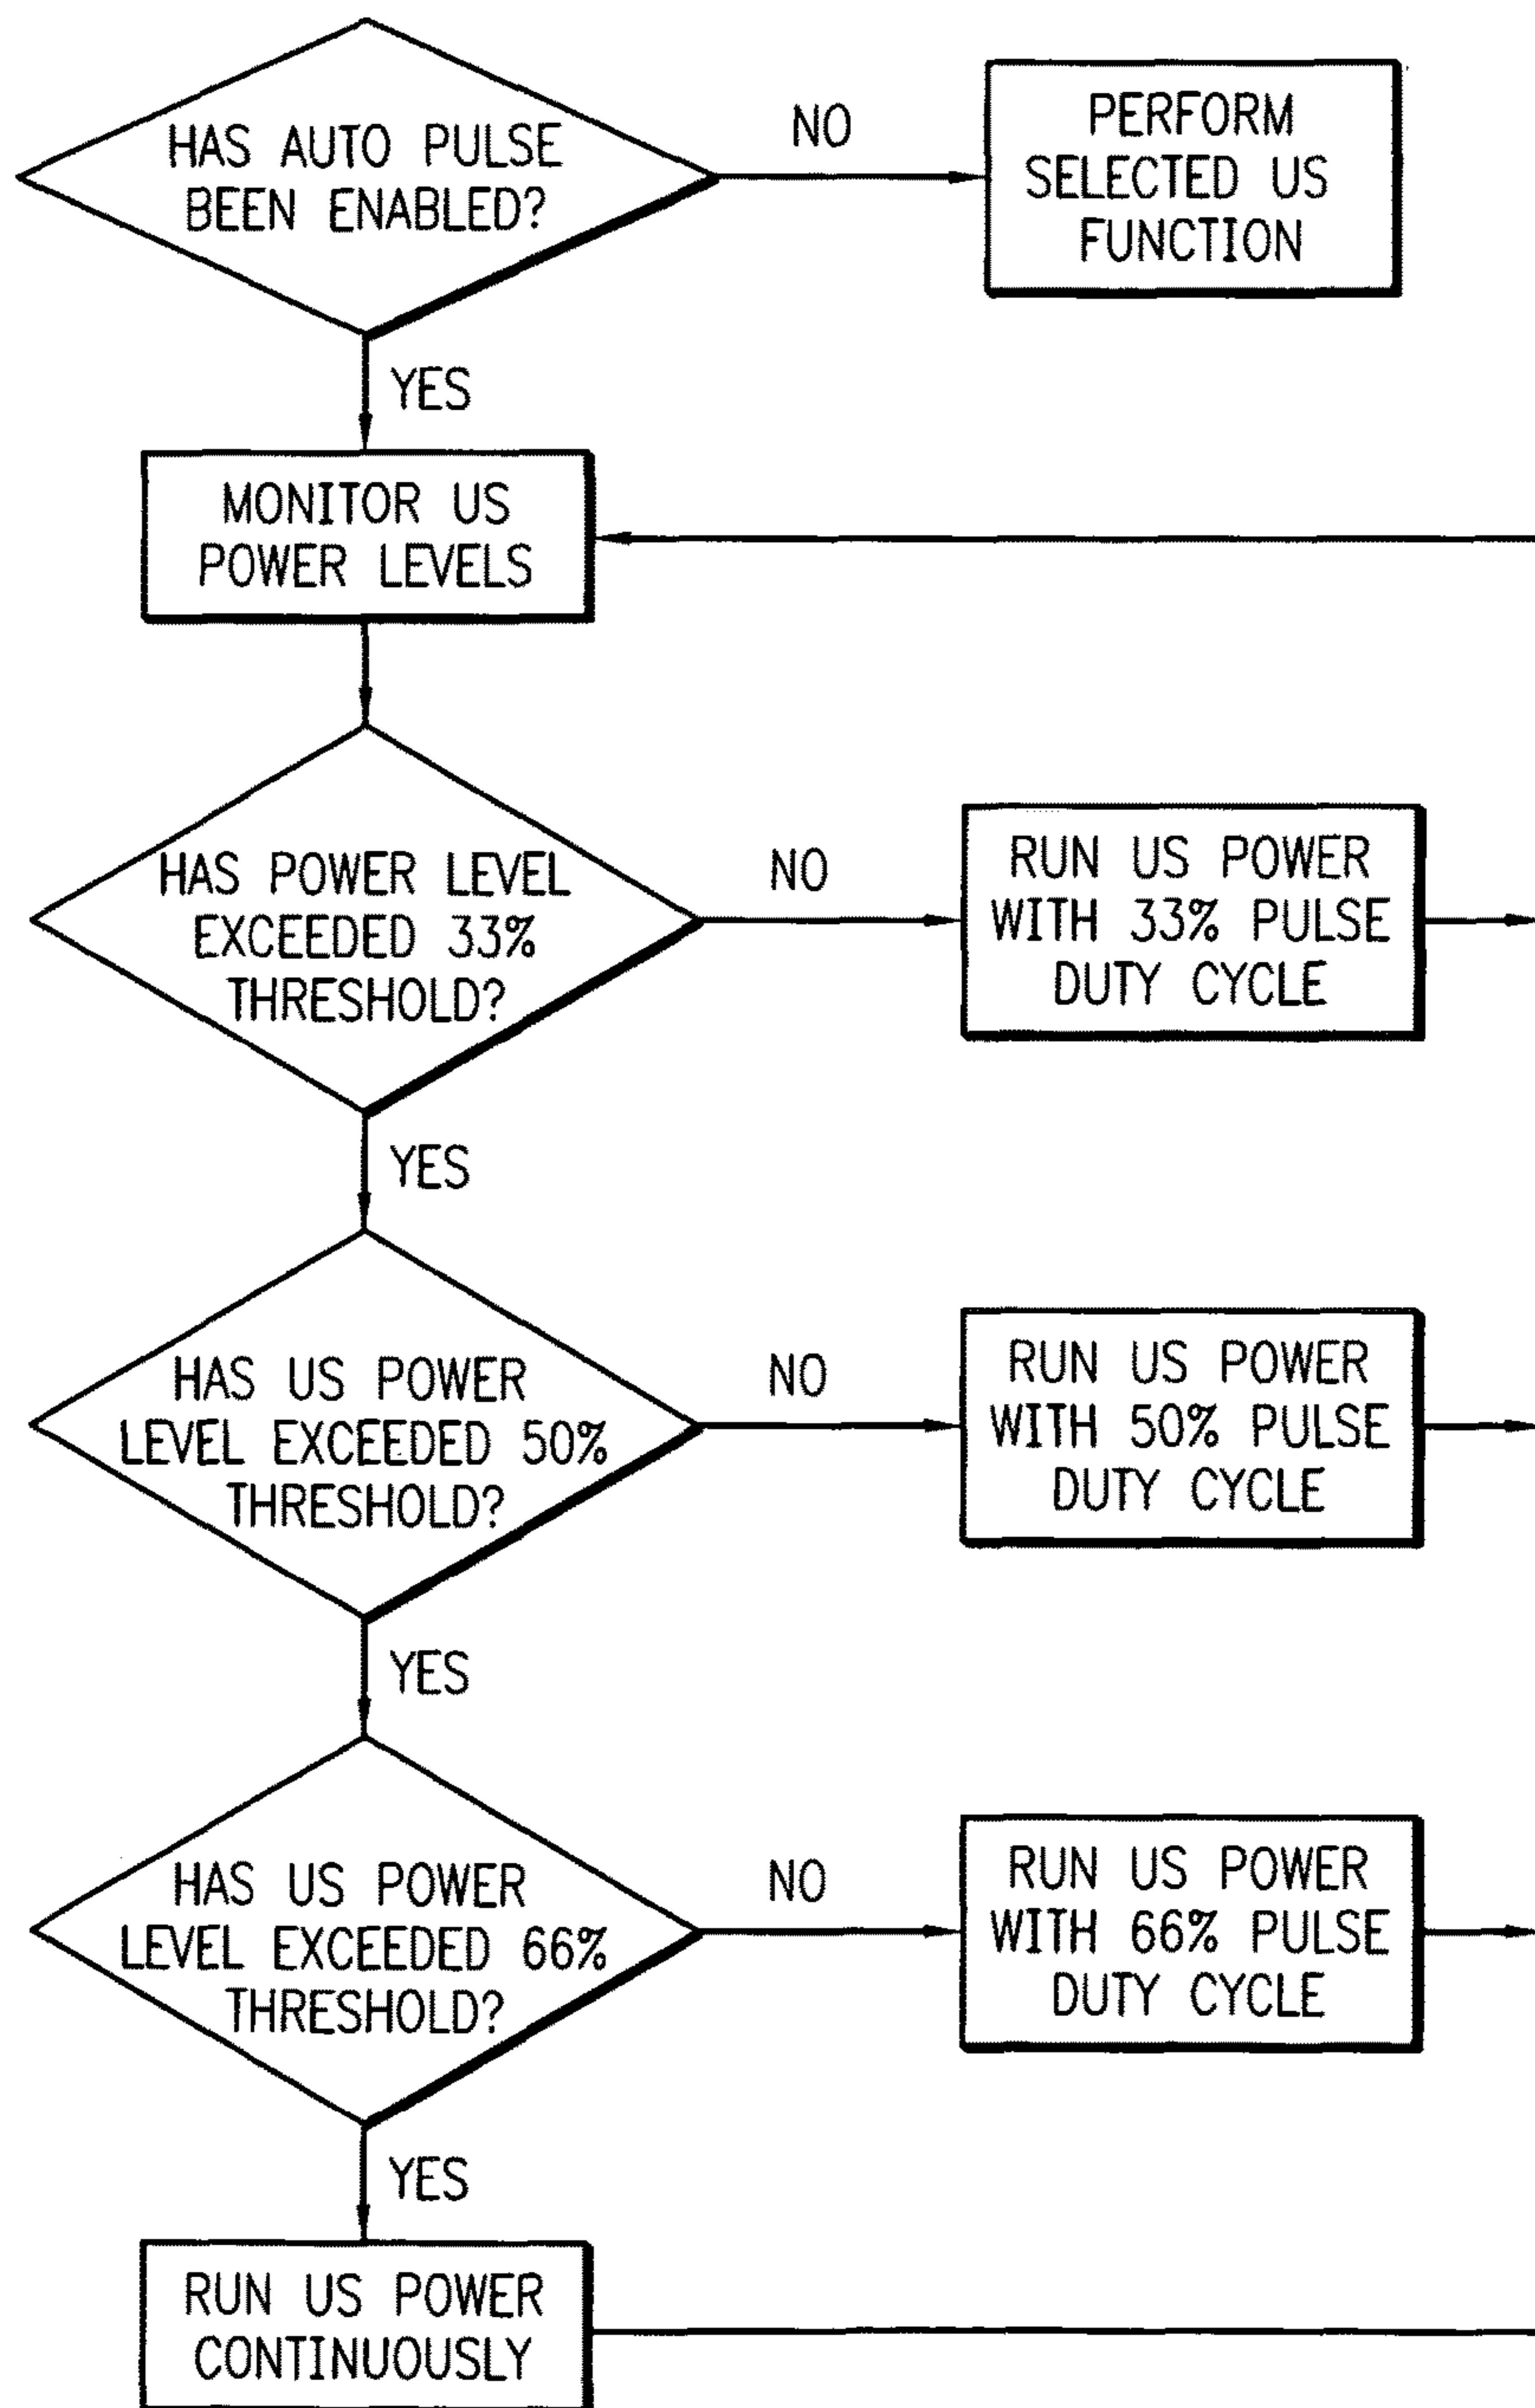 HAS AUTO PULSE
BEEN ENABLED?
NO
PERFORM
SELECTED US
FUNCTION
YES
MONITOR US
POWER LEVELS
HAS POWER LEVEL
EXCEEDED 33%
THRESHOLD?
NO
RUN US POWER
WITH 33% PULSE
DUTY CYCLE
YES
HAS US POWER
LEVEL EXCEEDED 50%
THRESHOLD?
NO
RUN US POWER
WITH 50% PULSE
DUTY CYCLE
YES
HAS US POWER
LEVEL EXCEEDED 66%
THRESHOLD?
NO
RUN US POWER
WITH 66% PULSE
DUTY CYCLE
YES
RUN US POWER
CONTINUOUSLY